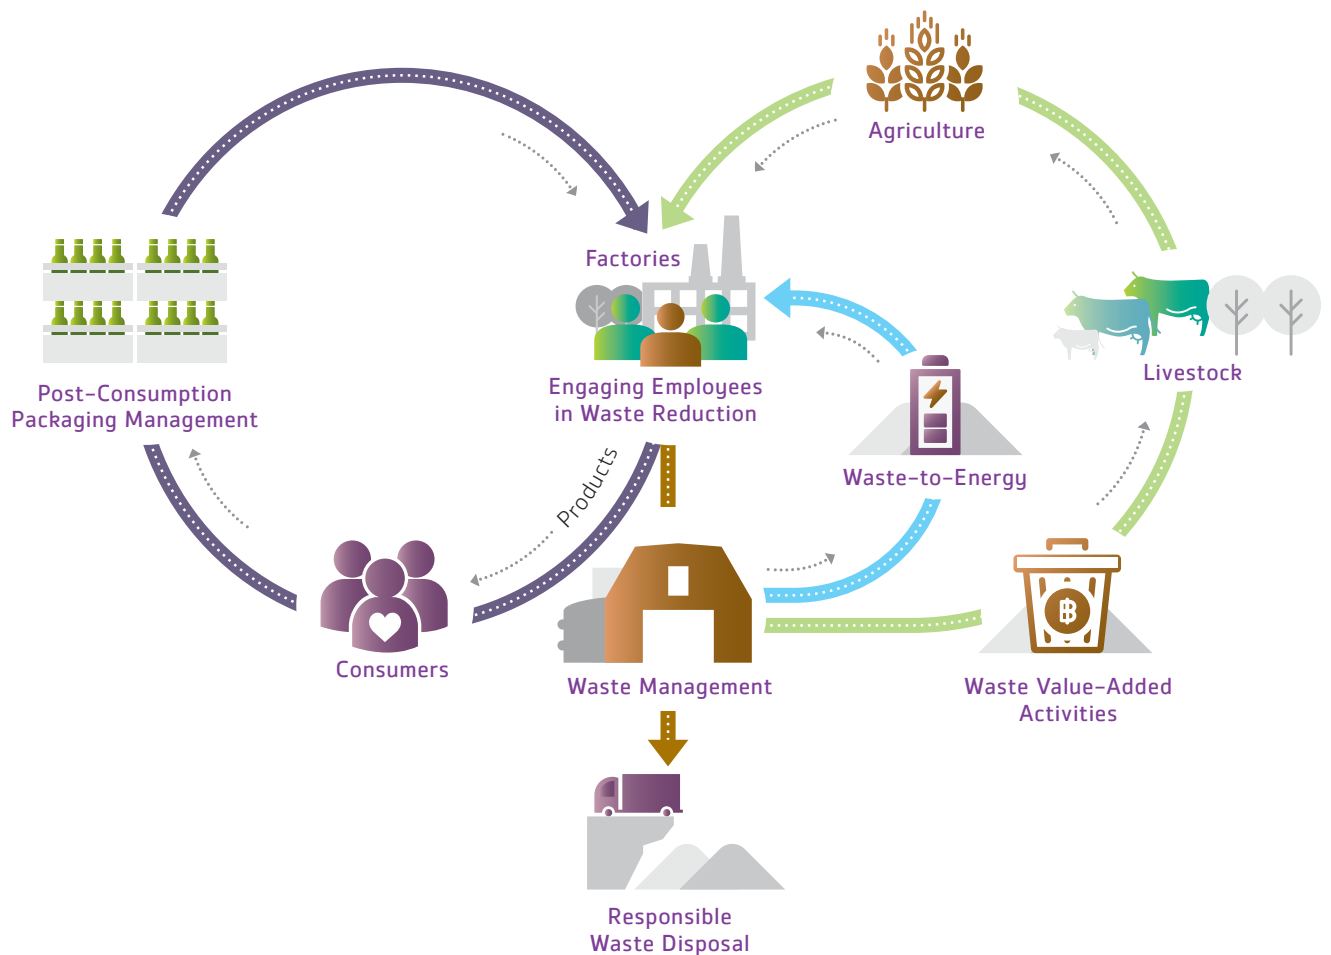 Agriculture
Factories
Livestock
Post-Consumption
Packaging Management
Engaging Employees
in Waste Reduction
Waste-to-Energy
Products
Consumers
Waste Management
Waste Value-Added
Activities
฿
Responsible
Waste Disposal